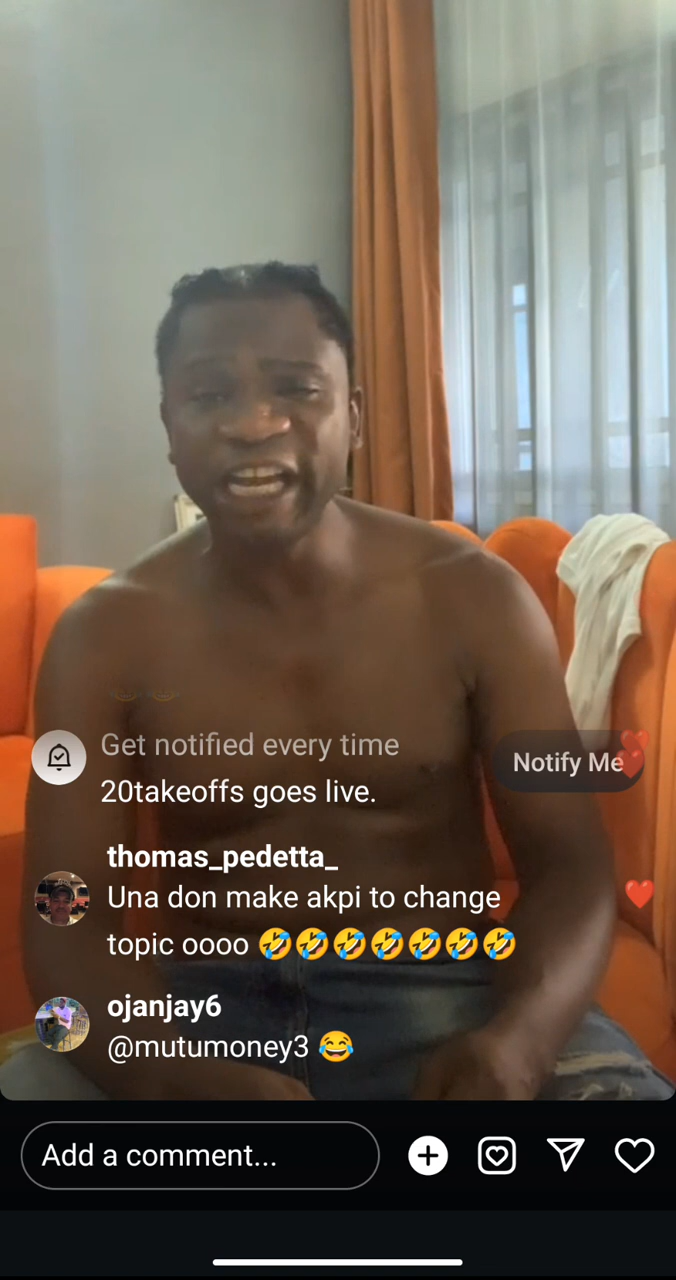 Get notified every time
20takeoffs goes live.
Notify Me
thomas_pedetta_
Una don make akpi to change
topic oooo 🤣🤣🤣🤣🤣🤣🤣
ojanjay6
@mutumoney3 😂
Add a comment...